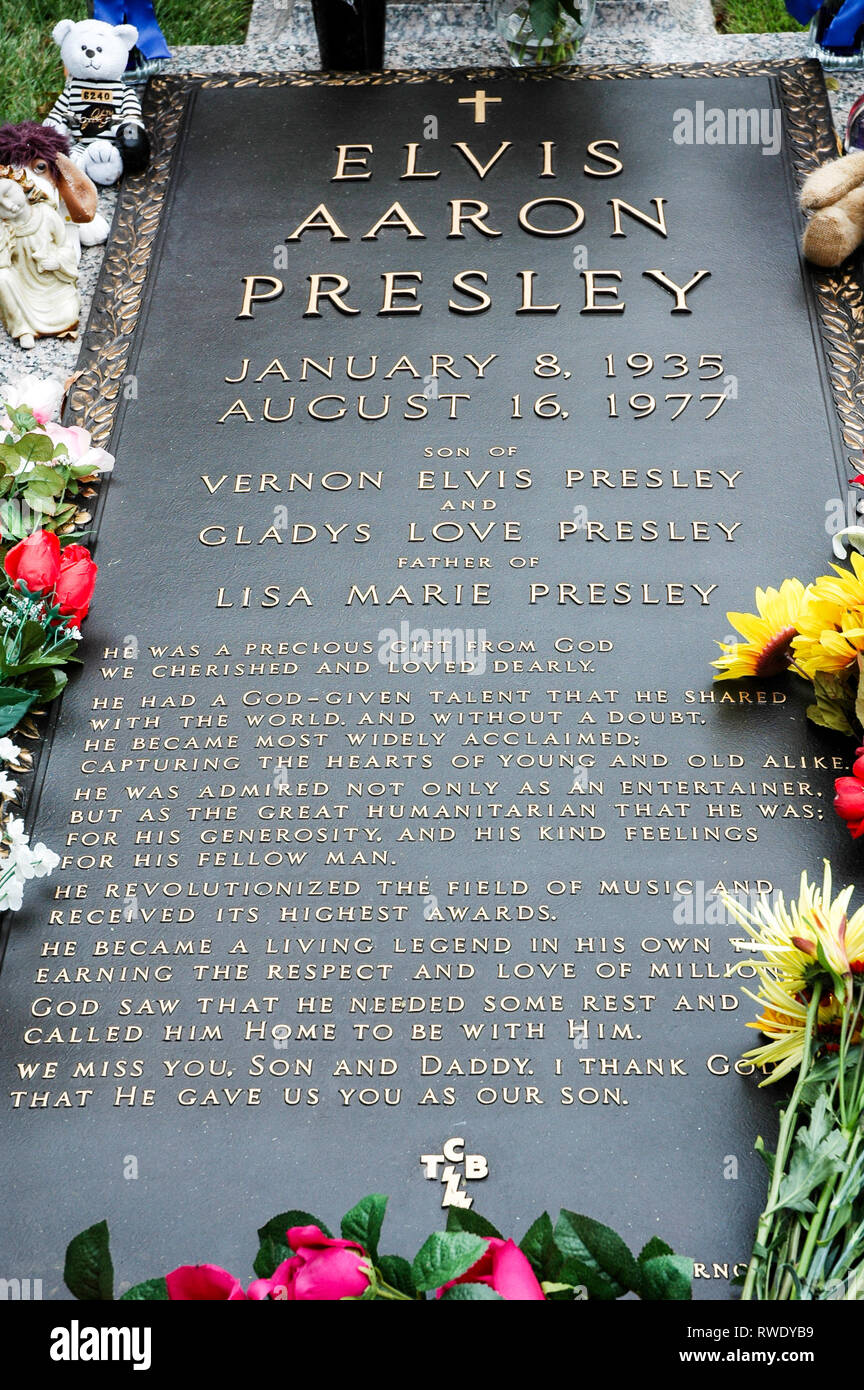 6240
ELVIS
AARON
PRESLEY
JANUARY 8, 1935
AUGUST 16, 1977
SON OF
VERNON ELVIS PRESLEY
AND
GLADYS LOVE PRESLEY
FATHER OF
LISA MARIE PRESLEY
HE WAS A PRECIOUS GIFT FROM GOD
WE CHERISHED AND LOVED DEARLY.
HE HAD A GOD-GIVEN TALENT THAT HE SHARED
WITH THE WORLD. AND WITHOUT A DOUBT,
HE BECAME MOST WIDELY ACCLAIMED;
CAPTURING THE HEARTS OF YOUNG AND OLD ALIKE.
HE WAS ADMIRED NOT ONLY AS AN ENTERTAINER,
BUT AS THE GREAT HUMANITARIAN THAT HE WAS;
FOR HIS GENEROSITY, AND HIS KIND FEELINGS
FOR HIS FELLOW MAN.
HE REVOLUTIONIZED THE FIELD OF MUSIC AND
RECEIVED ITS HIGHEST AWARDS.
HE BECAME A LIVING LEGEND IN HIS OWN
EARNING THE RESPECT AND LOVE OF MILLION
GOD SAW THAT HE NEEDED SOME REST AND
CALLED HIM HOME TO BE WITH HIM.
WE MISS YOU, SON AND DADDY. I THANK GOD
THAT HE GAVE US YOU AS OUR SON.
TCB
RNO
alamy
Image ID: RWDYB9
www.alamy.com